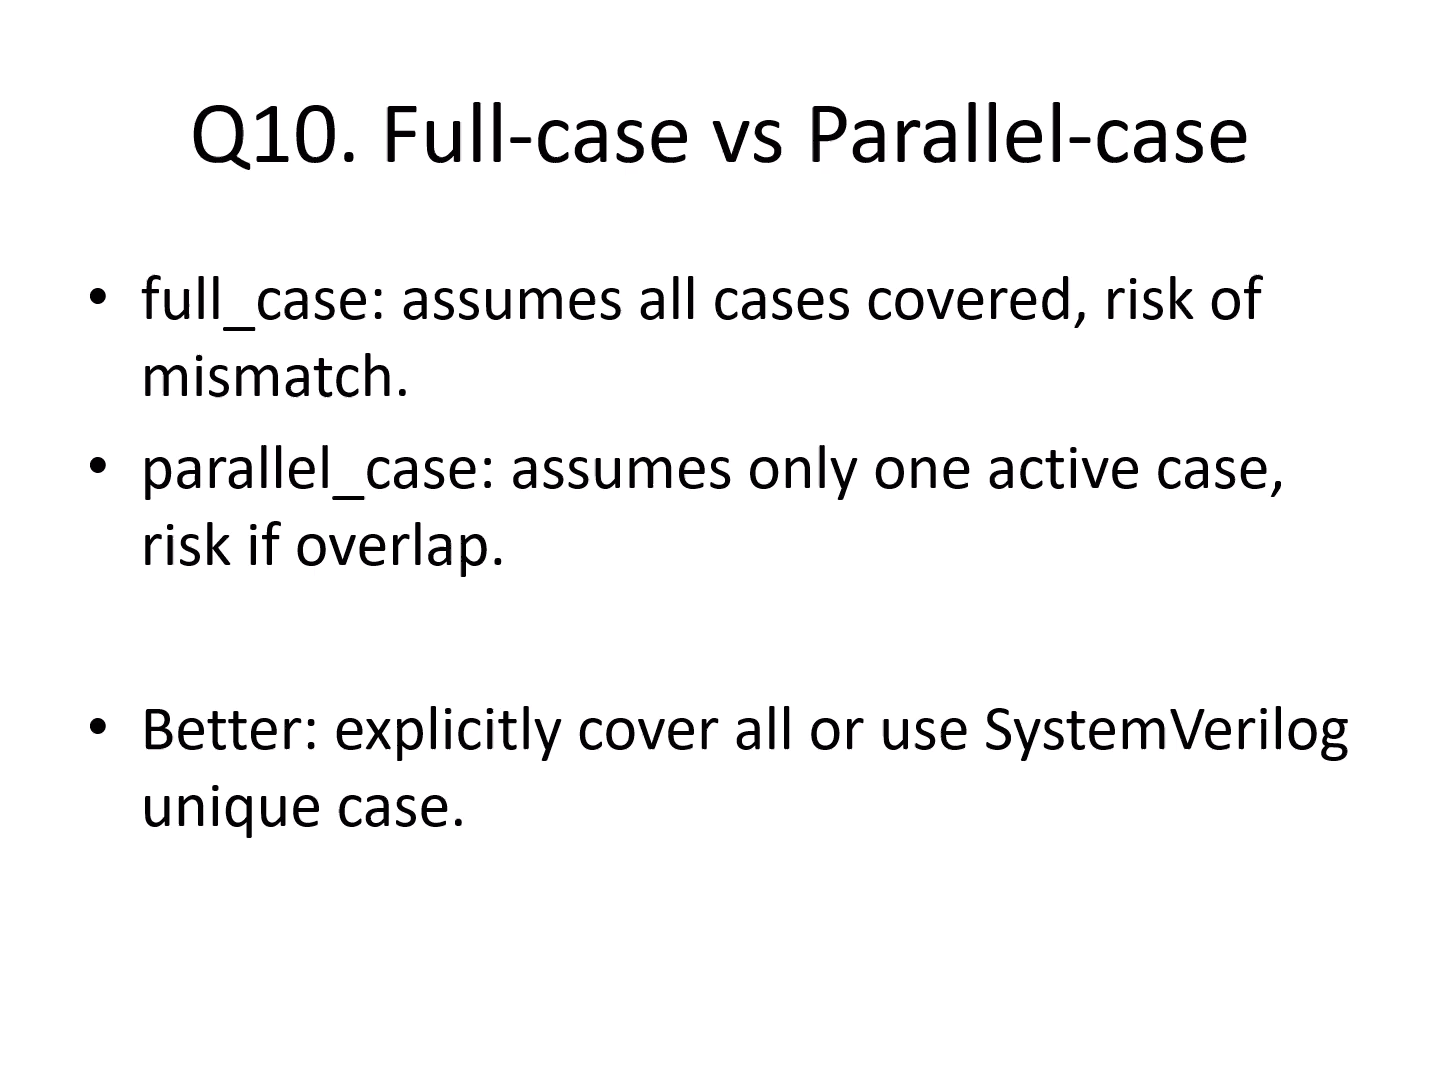 Q10. Full-case vs Parallel-case
• full_case: assumes all cases covered, risk of
mismatch.
• parallel_case: assumes only one active case,
risk if overlap.
• Better: explicitly cover all or use SystemVerilog
unique case.